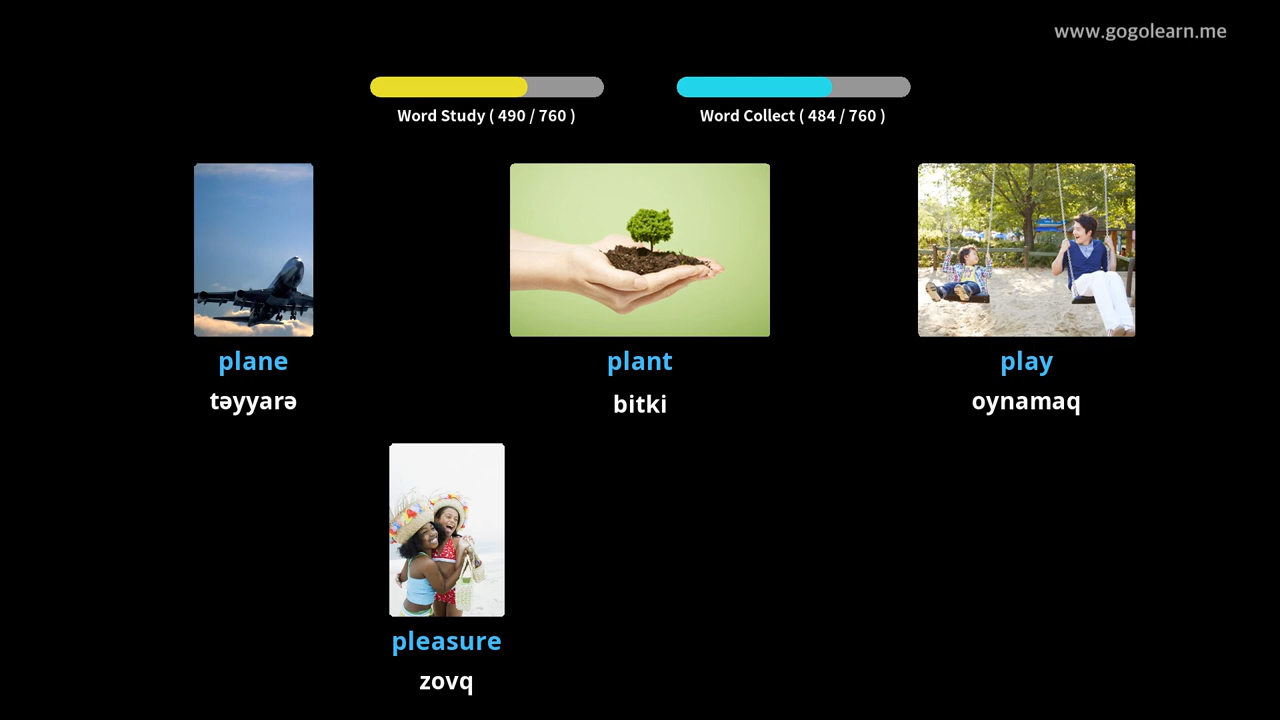 www.gogolearn.me
Word Study ( 490 / 760 )
Word Collect ( 484 / 760 )
plane
təyyarə
plant
bitki
play
oynamaq
pleasure
zovq